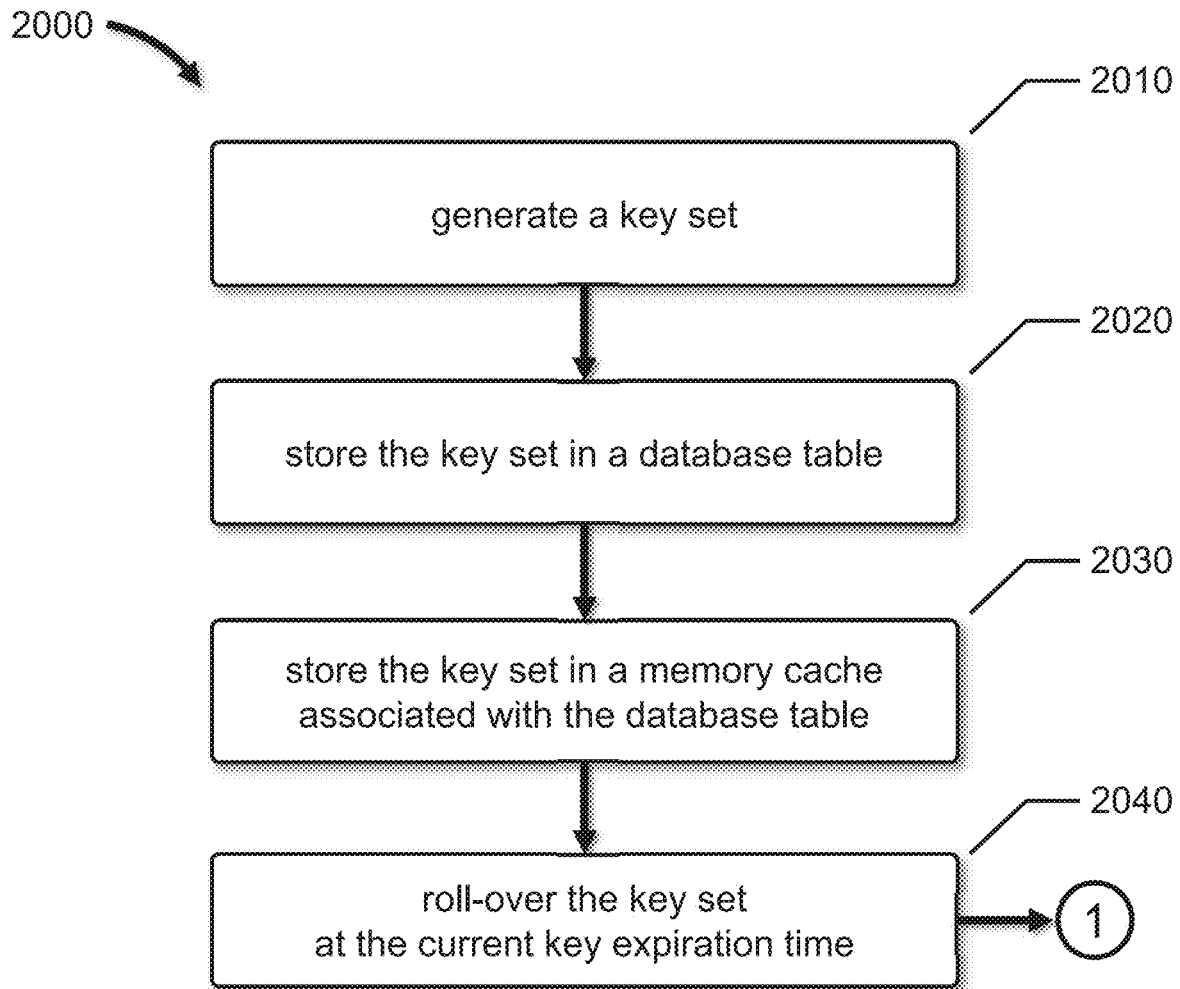 2000
2010
generate a key set
2020
store the key set in a database table
2030
store the key set in a memory cache
associated with the database table
2040
roll-over the key set
at the current key expiration time
1